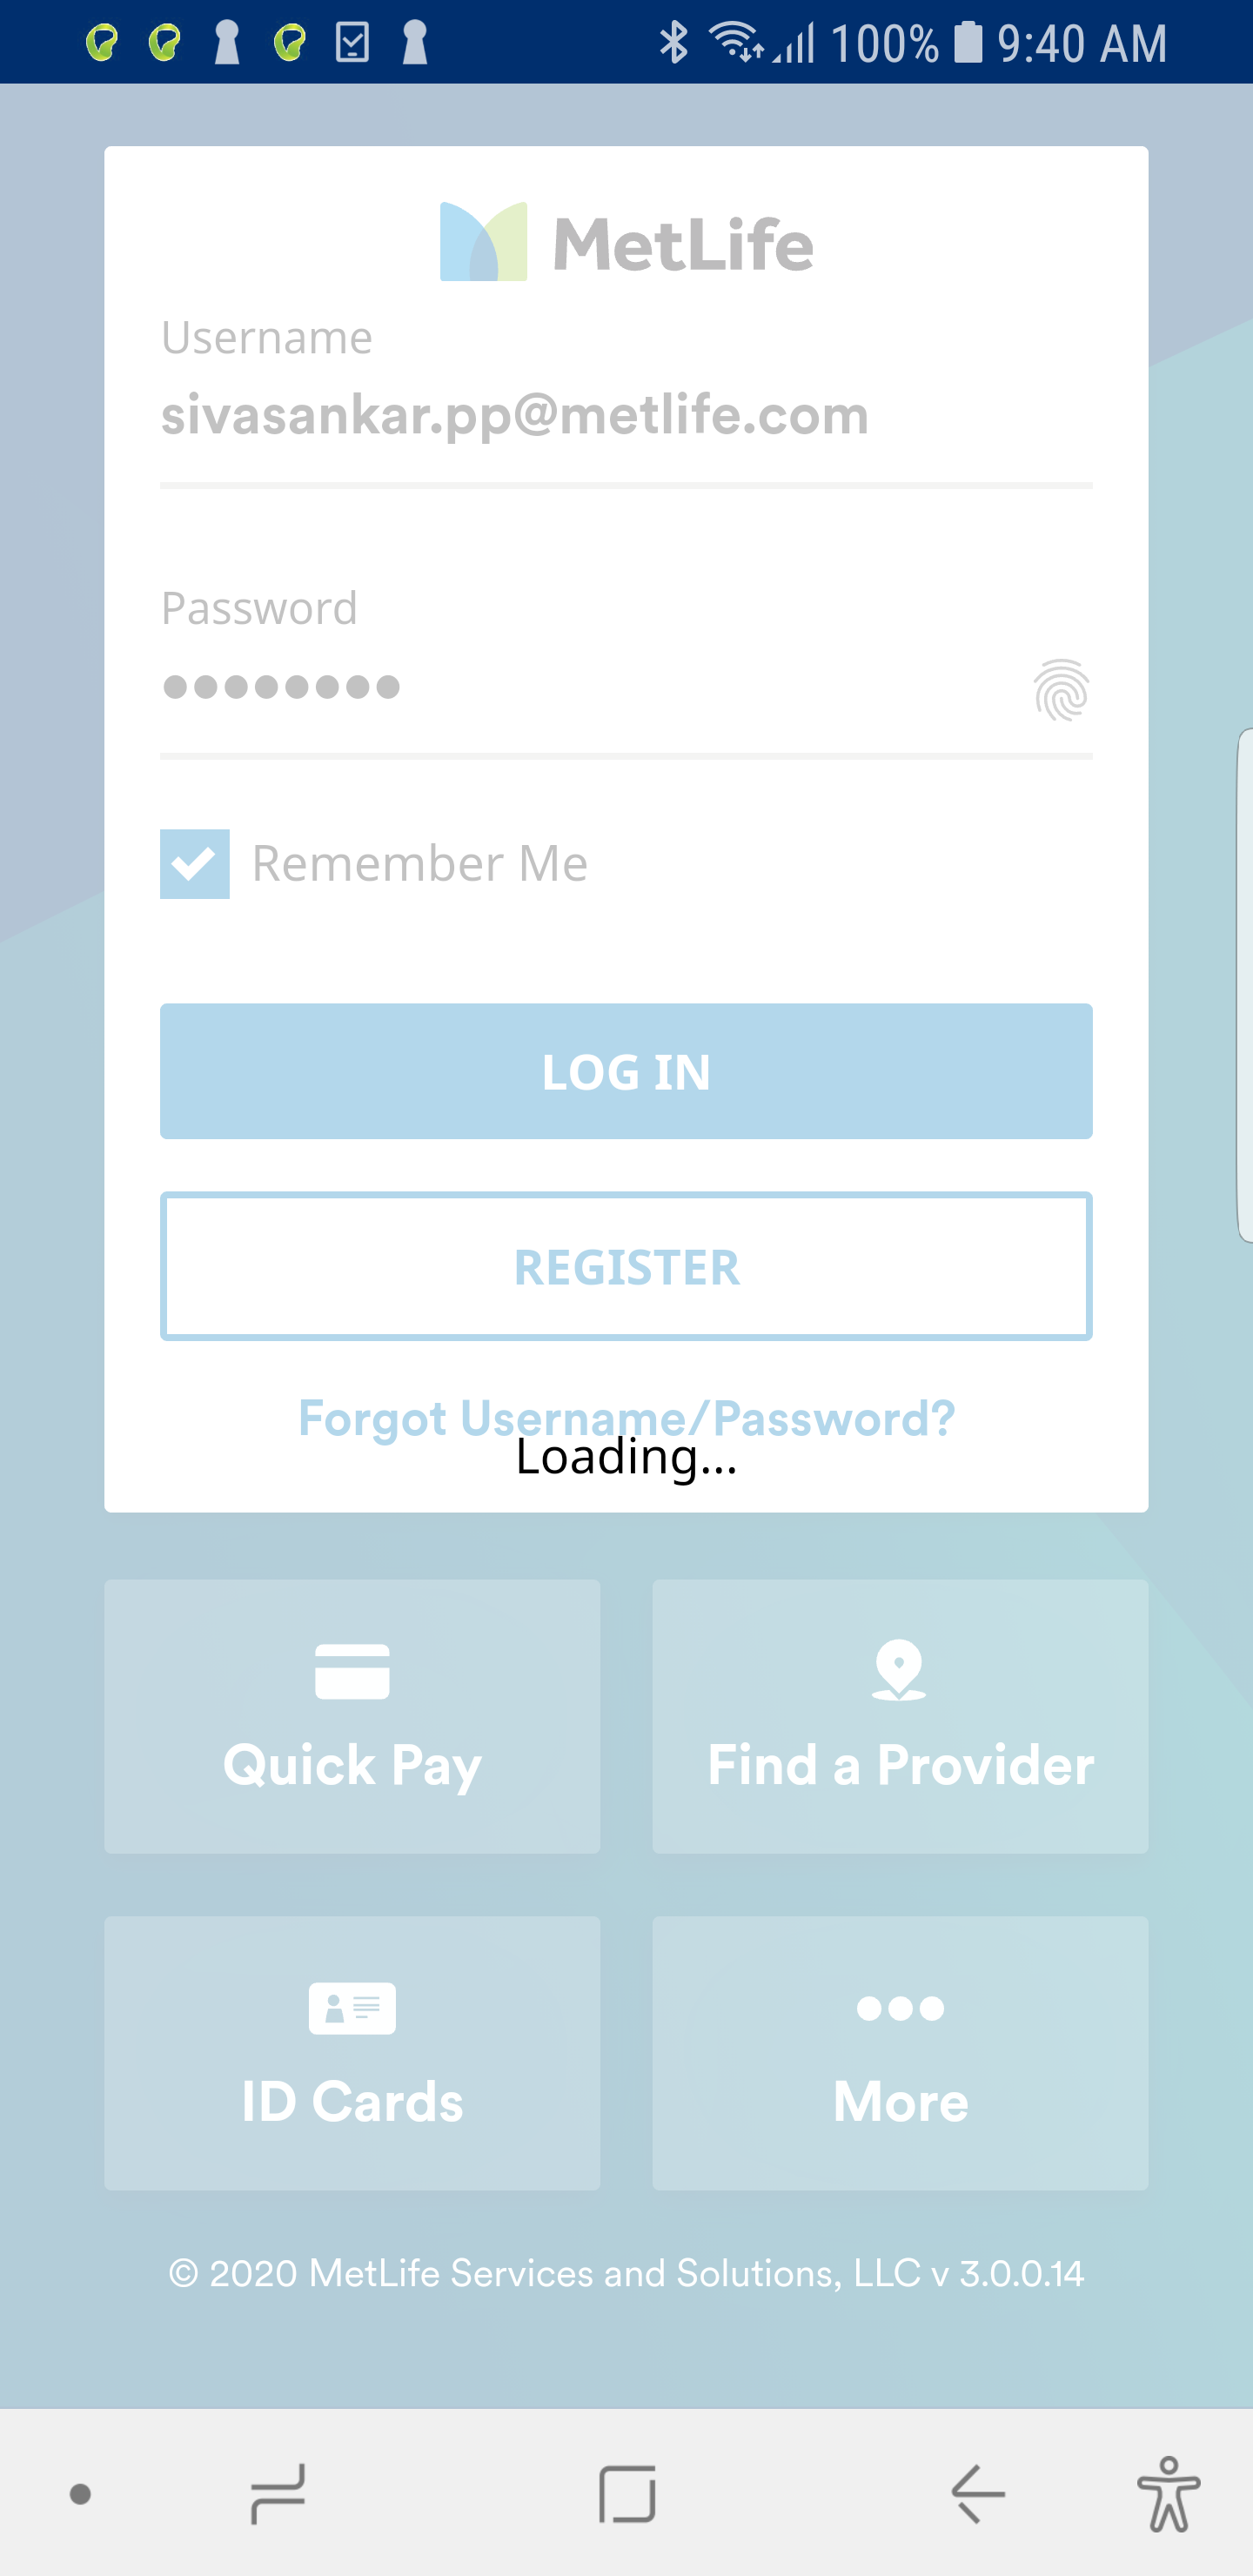 100% 9:40 AM
MetLife
Username
sivasankar.pp@metlife.com
Password
Remember Me
LOG IN
REGISTER
Forgot Username/Password?
Loading...
Quick Pay
Find a Provider
ID Cards
More
© 2020 MetLife Services and Solutions, LLC v 3.0.0.14